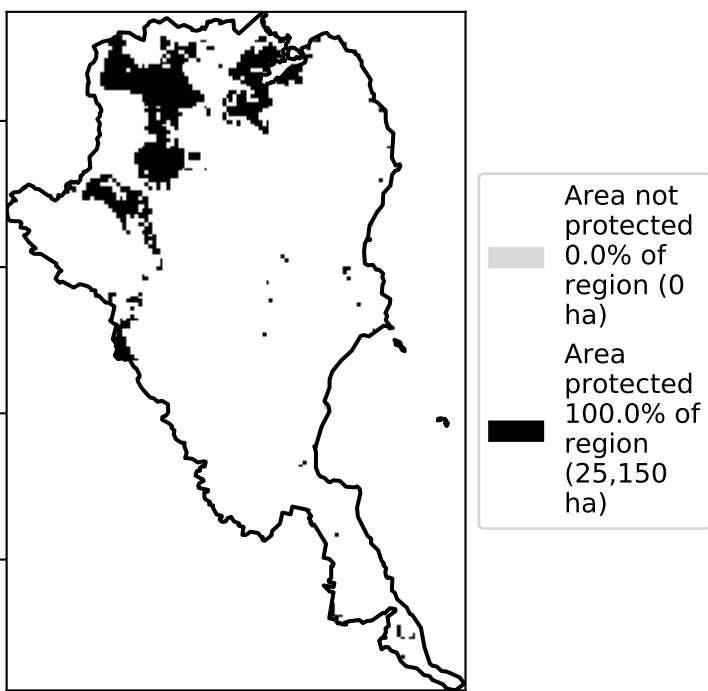 Area not
protected
0.0% of
region (0
ha)
Area
protected
100.0% of
region
(25,150
ha)